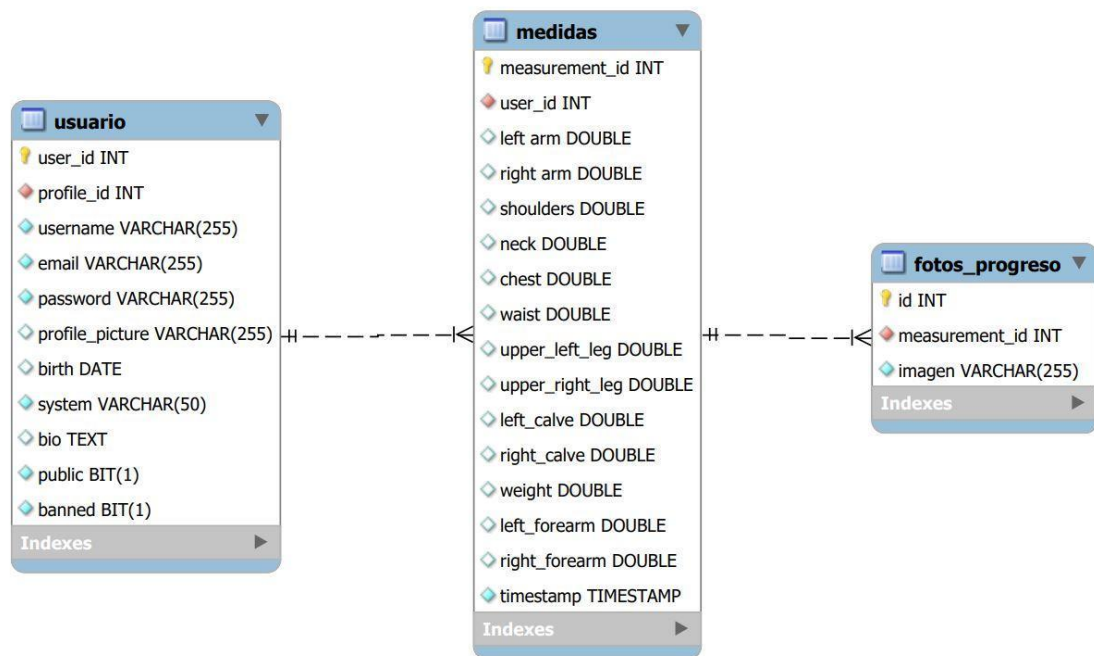 usuario
user_id INT
profile_id INT
username VARCHAR(255)
email VARCHAR(255)
password VARCHAR(255)
profile_picture VARCHAR(255)
birth DATE
system VARCHAR(50)
bio TEXT
public BIT(1)
banned BIT(1)
Indexes
medidas
measurement_id INT
user_id INT
left arm DOUBLE
right arm DOUBLE
shoulders DOUBLE
neck DOUBLE
chest DOUBLE
waist DOUBLE
upper_left_leg DOUBLE
upper_right_leg DOUBLE
left_calve DOUBLE
right_calve DOUBLE
weight DOUBLE
left_forearm DOUBLE
right_forearm DOUBLE
timestamp TIMESTAMP
Indexes
fotos_progreso
id INT
measurement_id INT
imagen VARCHAR(255)
Indexes